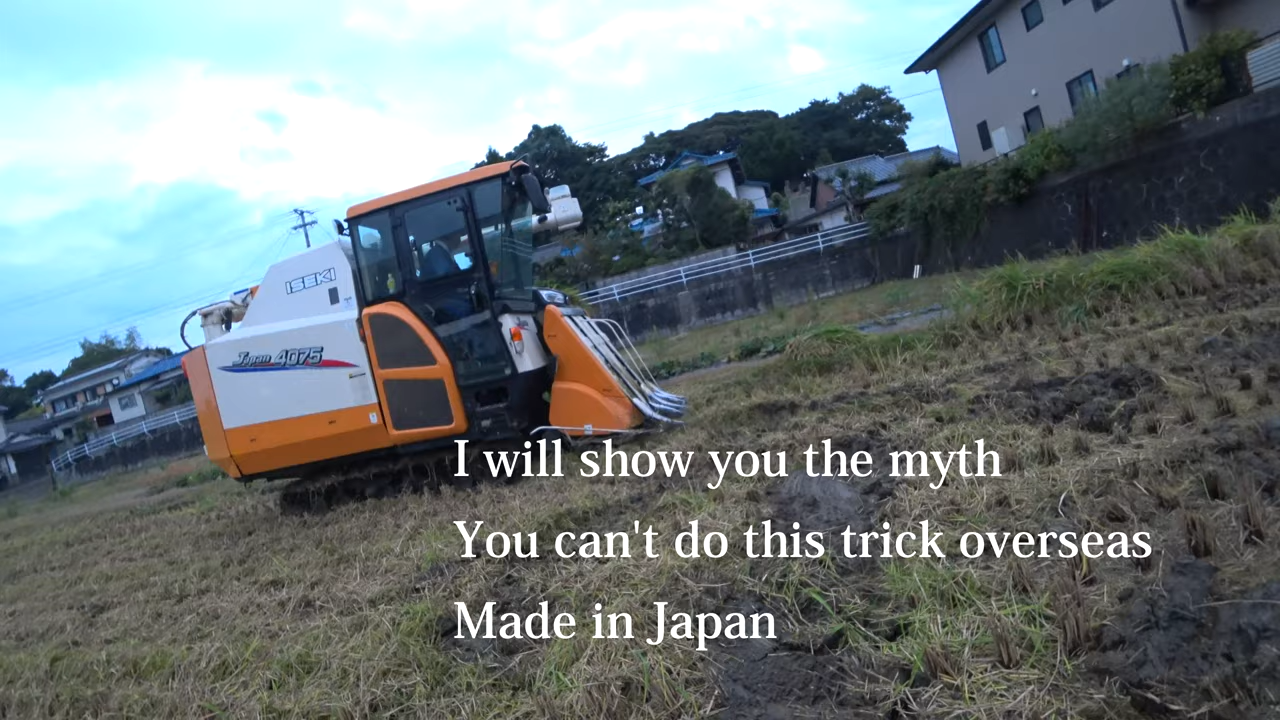 ISEKI
Japan 4075
I will show you the myth
You can't do this trick overseas
Made in Japan